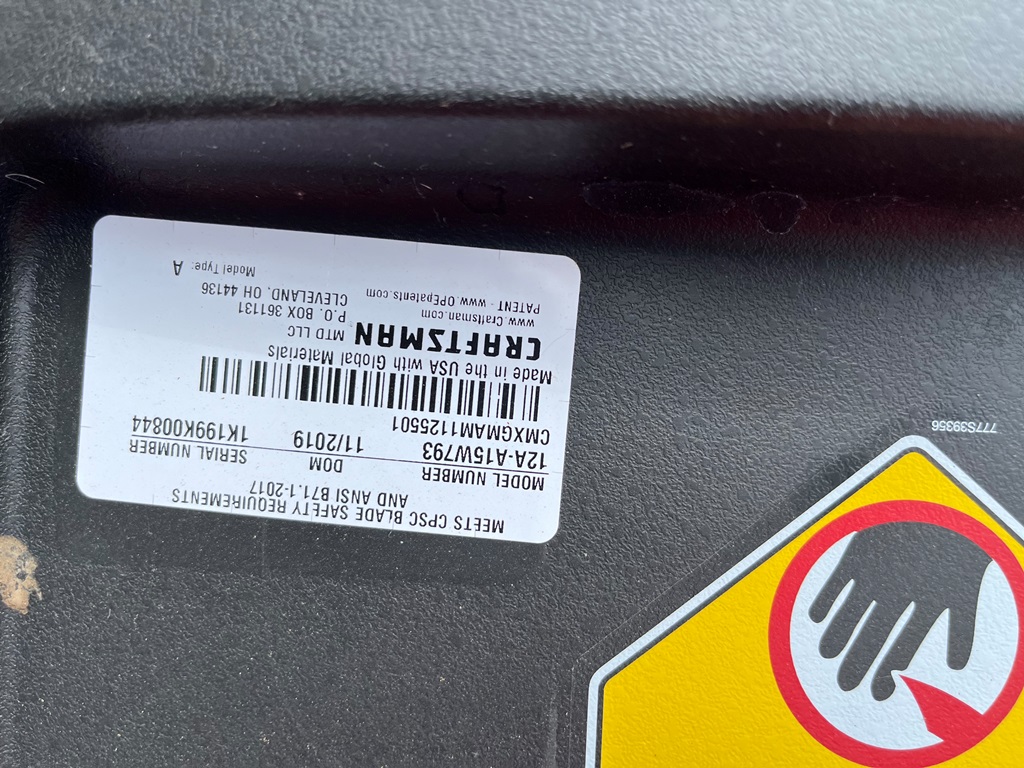 MEETS CPSC BLADE SAFETY REQUIREMENTS
AND ANSI B71.1-2017
MODEL NUMBER DOM SERIAL NUMBER
12A-A15W793 11/2019 1K199K00844
CMXGMAM1125501
Made in the USA with Global Materials
CRAFTSMAN MTD LLC
www.Craftsman.com P.O. BOX 361131
PATENT - www.OPEpatents.com CLEVELAND, OH 44136
Model Type: A
777S39356